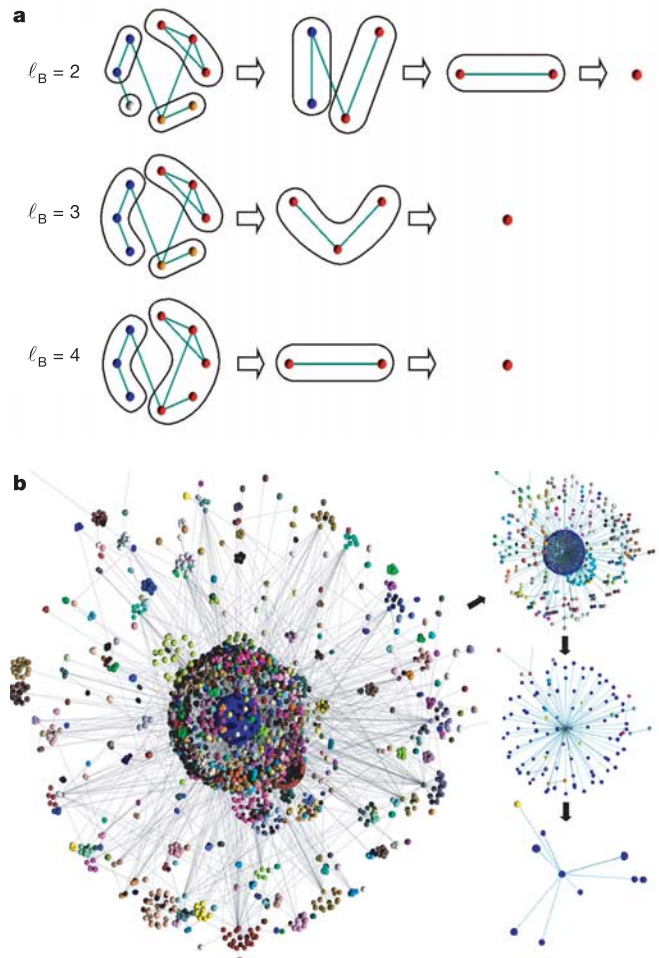 a
ℓB = 2
ℓB = 3
ℓB = 4
b